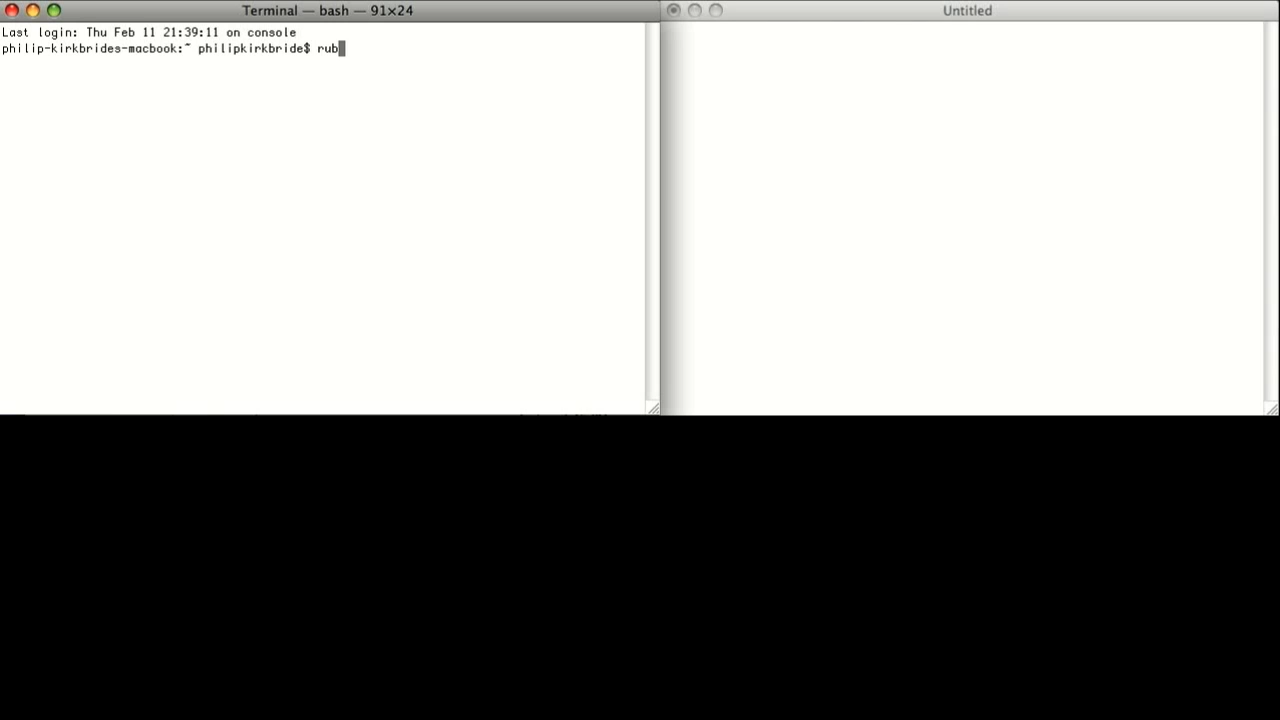 Terminal — bash — 91×24
Untitled
Last login: Thu Feb 11 21:39:11 on console
philip-kirkbrides-macbook:~ philipkirkbride$ rub